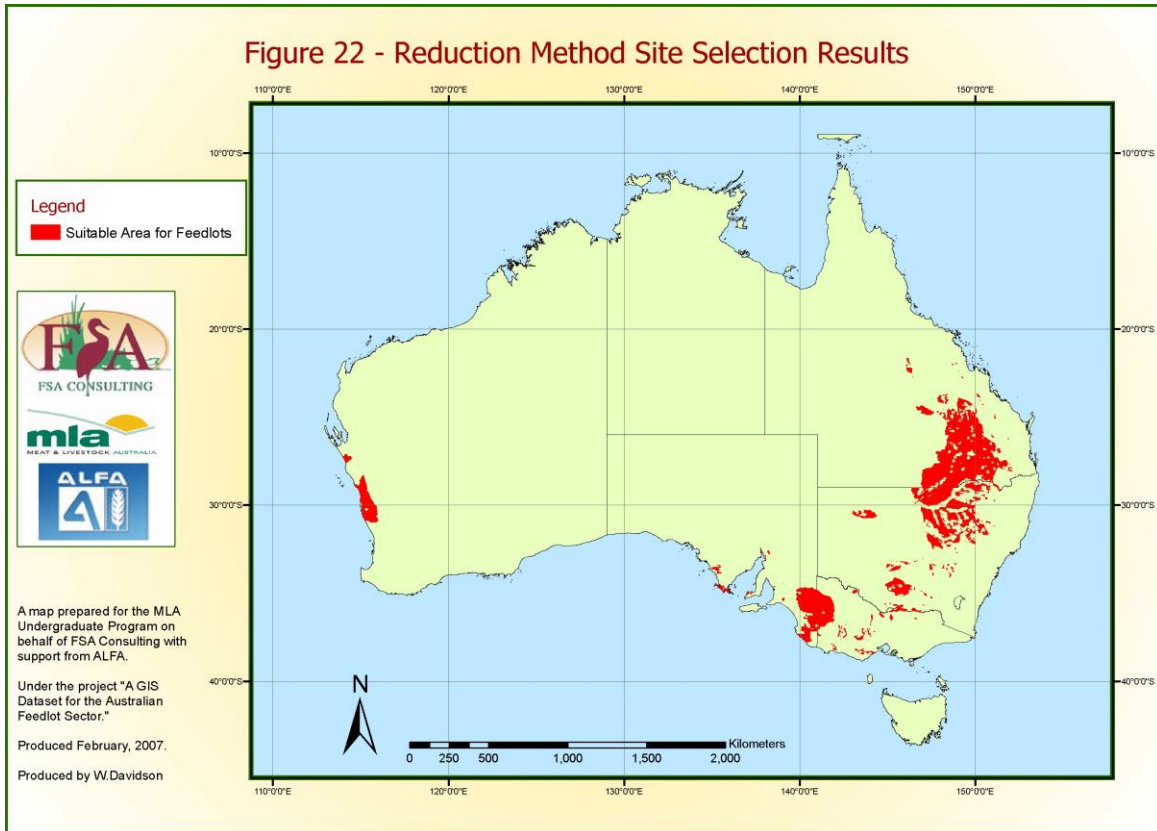 Figure 22 - Reduction Method Site Selection Results
110°0'0"E 120°0'0"E 130°0'0"E 140°0'0"E 150°0'0"E
10°0'0"S 10°0'0"S
Legend
Suitable Area for Feedlots
20°0'0"S 20°0'0"S
FSA
FSA CONSULTING
mla
MEAT & LIVESTOCK AUSTRALIA
ALFA
30°0'0"S 30°0'0"S
A map prepared for the MLA
Undergraduate Program on
behalf of FSA Consulting with
support from ALFA.
Under the project "A GIS
Dataset for the Australian
Feedlot Sector."
Produced February, 2007.
Produced by W.Davidson
40°0'0"S 40°0'0"S
N
Kilometers
0 250 500 1,000 1,500 2,000
110°0'0"E 120°0'0"E 130°0'0"E 140°0'0"E 150°0'0"E